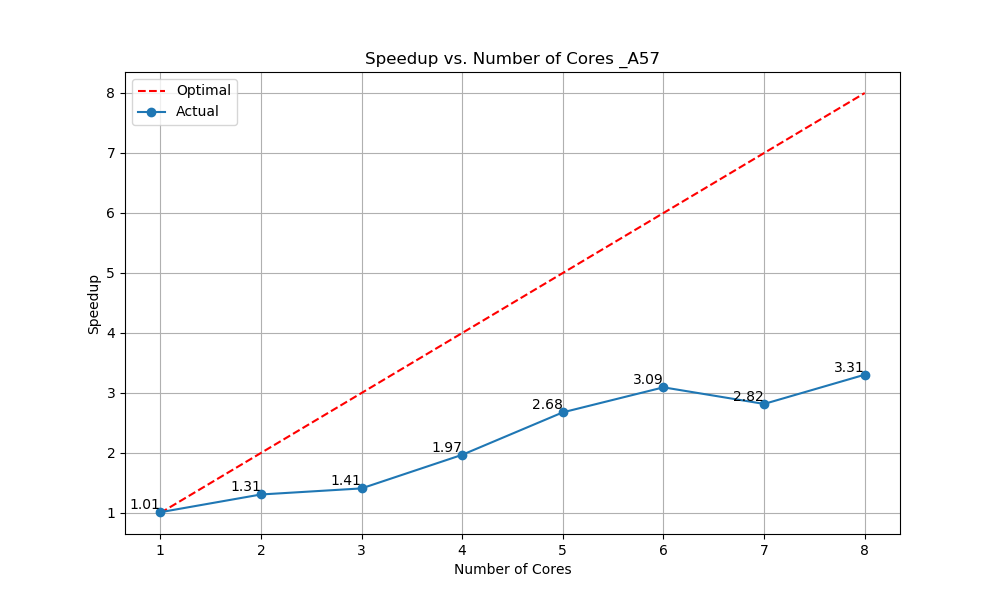 Speedup vs. Number of Cores _A57
Optimal
Actual
Speedup
8
7
6
5
4
3
2
1
1.01
1.31
1.41
1.97
2.68
3.09
2.82
3.31
1 2 3 4 5 6 7 8
Number of Cores